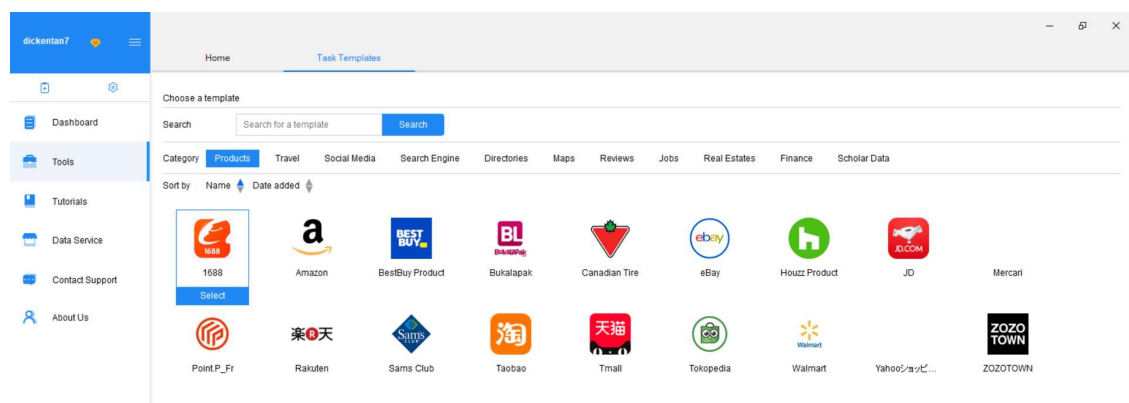 dickentan7
Home
Task Templates
Choose a template
Search
Search for a template
Search
Category
Products
Travel
Social Media
Search Engine
Directories
Maps
Reviews
Jobs
Real Estates
Finance
Scholar Data
Sort by
Name
Date added
Dashboard
Tools
Tutorials
Data Service
Contact Support
About Us
1688
a
BEST BUY
BL
BukalaPak
ebay
h
JD.COM
1688
Amazon
BestBuy Product
Bukalapak
Canadian Tire
eBay
Houzz Product
JD
Mercari
Select
楽R天
Sam's
CLUB
淘
天猫
Walmart
ZOZO
TOWN
Point.P_Fr
Rakuten
Sams Club
Taobao
Tmall
Tokopedia
Walmart
Yahooショッピ...
ZOZOTOWN